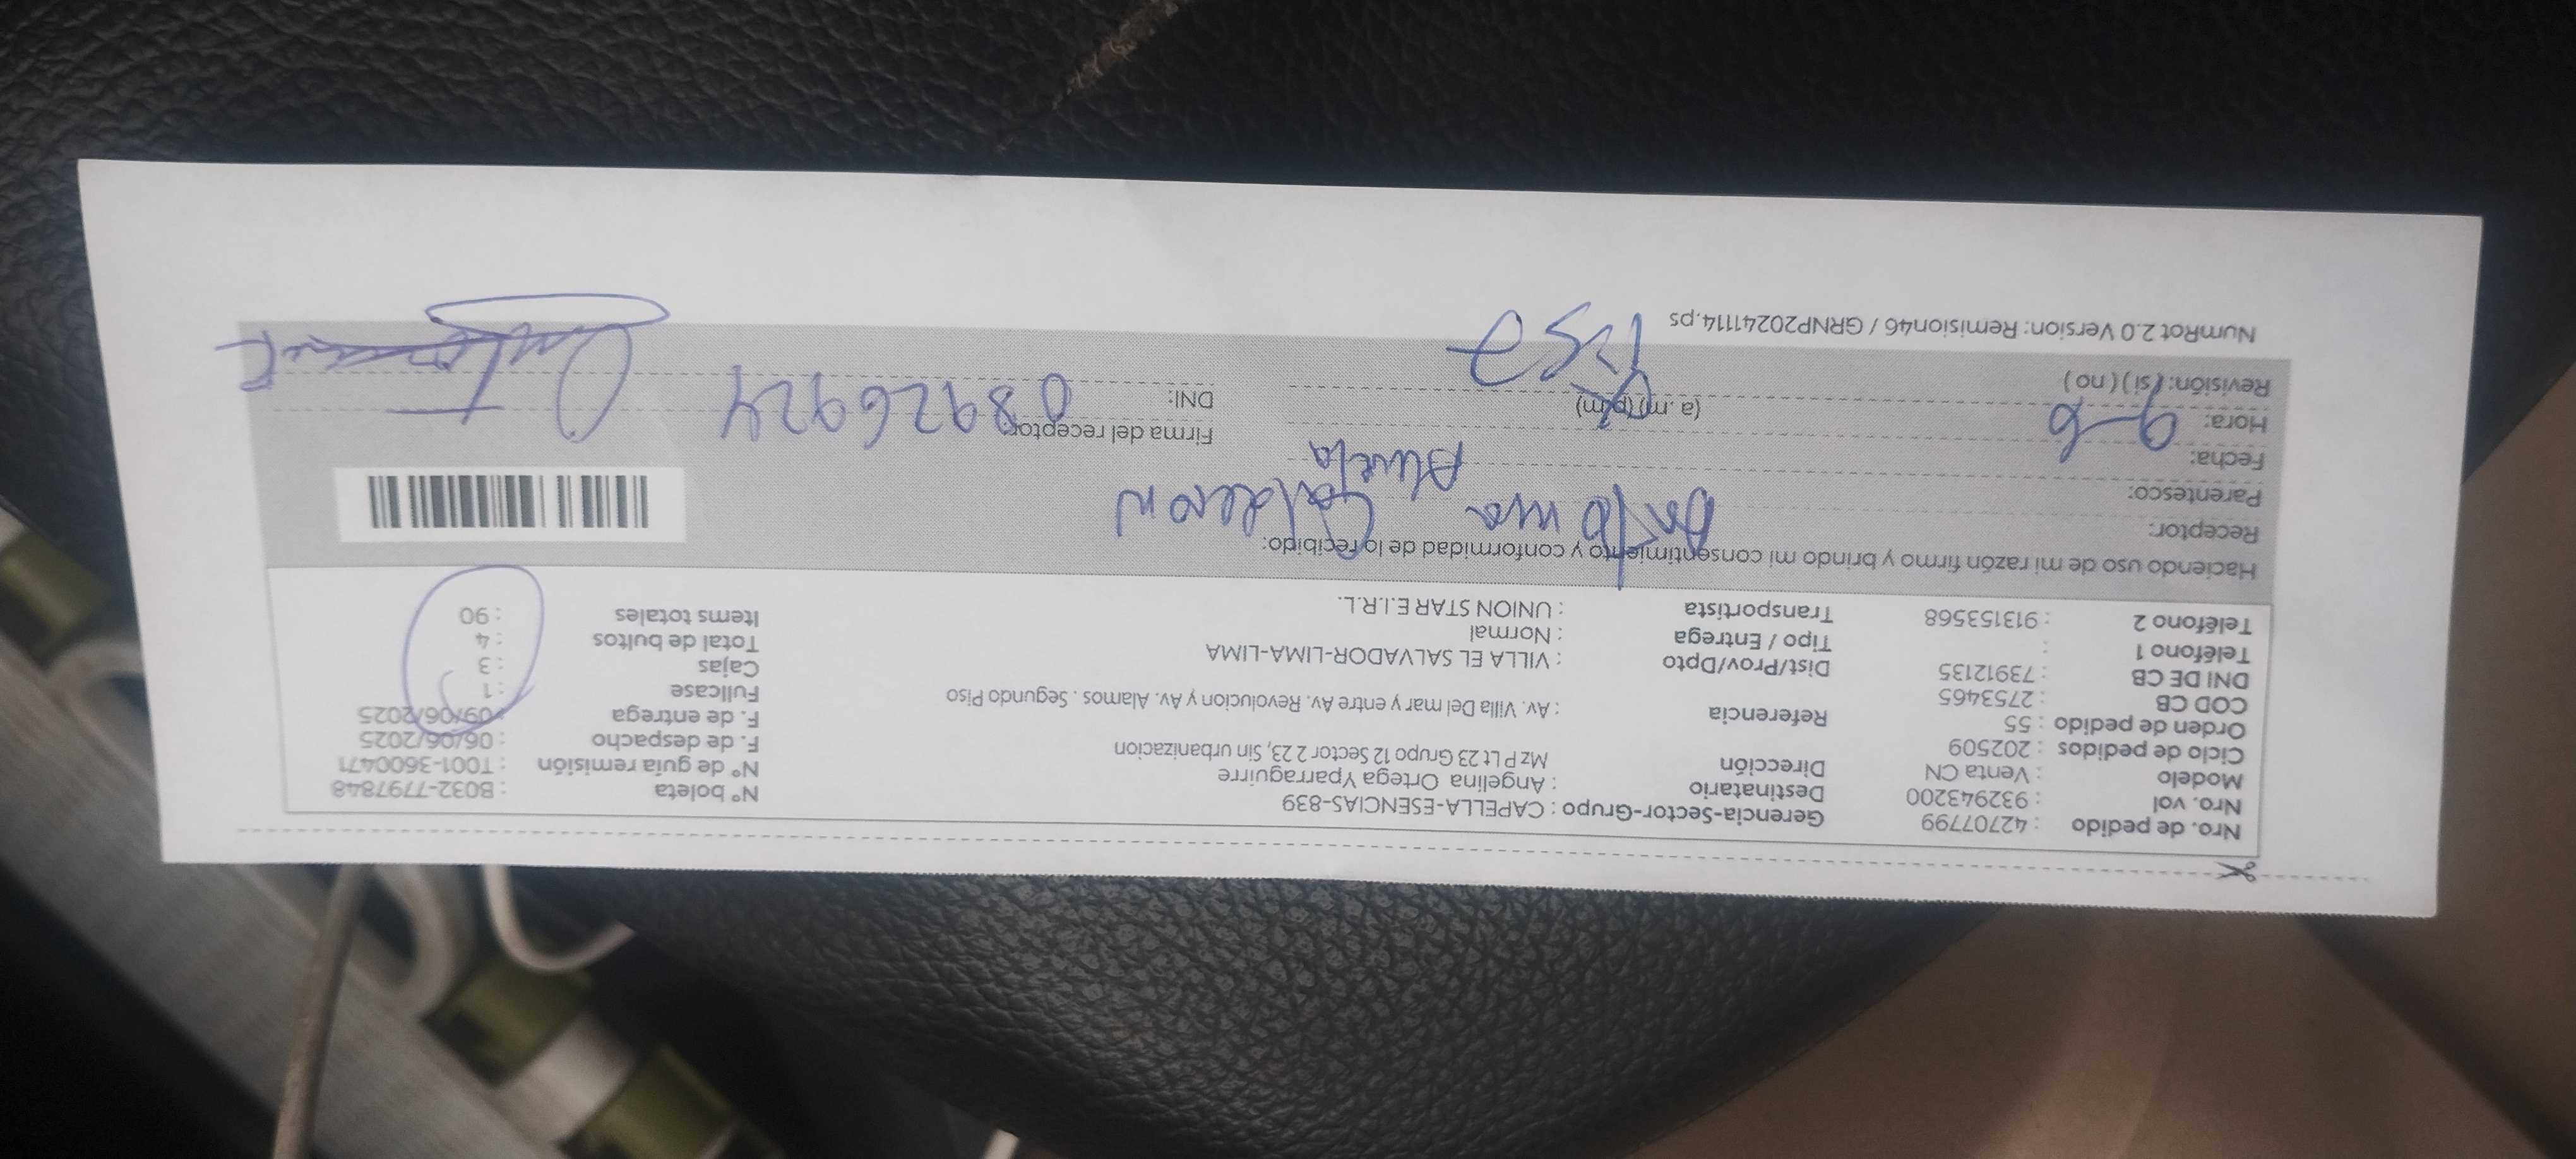 Nro. de pedido : 42707799 Gerencia-Sector-Grupo : CAPELLA-ESENCIAS-839 N° boleta : B032-7797848
Nro. vol : 932943200 Destinatario : Angelina Ortega Yparraguirre N° de guía remisión : T001-3600471
Modelo : Venta CN Dirección Mz P Lt 23 Grupo 12 Sector 2 23, Sin urbanizacion F. de despacho : 06/06/2025
Ciclo de pedidos : 202509 F. de entrega : 09/06/2025
Orden de pedido : 55 Referencia : Av. Villa Del mar y entre Av. Revolucion y Av. Alamos . Segundo Piso Fullcase : 1
COD CB : 2753465 Cajas : 3
DNI DE CB : 73912135 Dist/Prov/Dpto : VILLA EL SALVADOR-LIMA-LIMA Total de bultos : 4
Teléfono 1 : Tipo / Entrega : Normal Items totales : 90
Teléfono 2 : 913153568 Transportista : UNION STAR E.I.R.L.
Haciendo uso de mi razón firmo y brindo mi consentimiento y conformidad de lo recibido:
Receptor: Calderon
Parentesco: Abuela
Fecha: 9-6 Firma del receptor
Hora: (a. m) (p. m) DNI: 08926924
Revisión: (si) (no)
NumRot 2.0 Version: Remision46 / GRNP20241114.ps